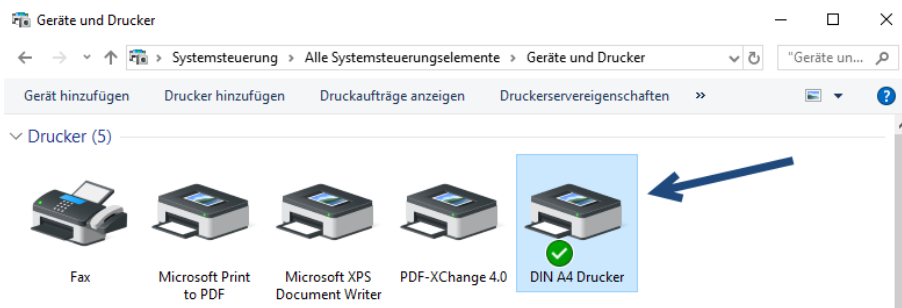 Geräte und Drucker
Systemsteuerung > Alle Systemsteuerungselemente > Geräte und Drucker "Geräte un...
Gerät hinzufügen Drucker hinzufügen Druckaufträge anzeigen Druckerservereigenschaften »
Drucker (5)
Fax Microsoft Print Microsoft XPS PDF-XChange 4.0 DIN A4 Drucker
to PDF Document Writer